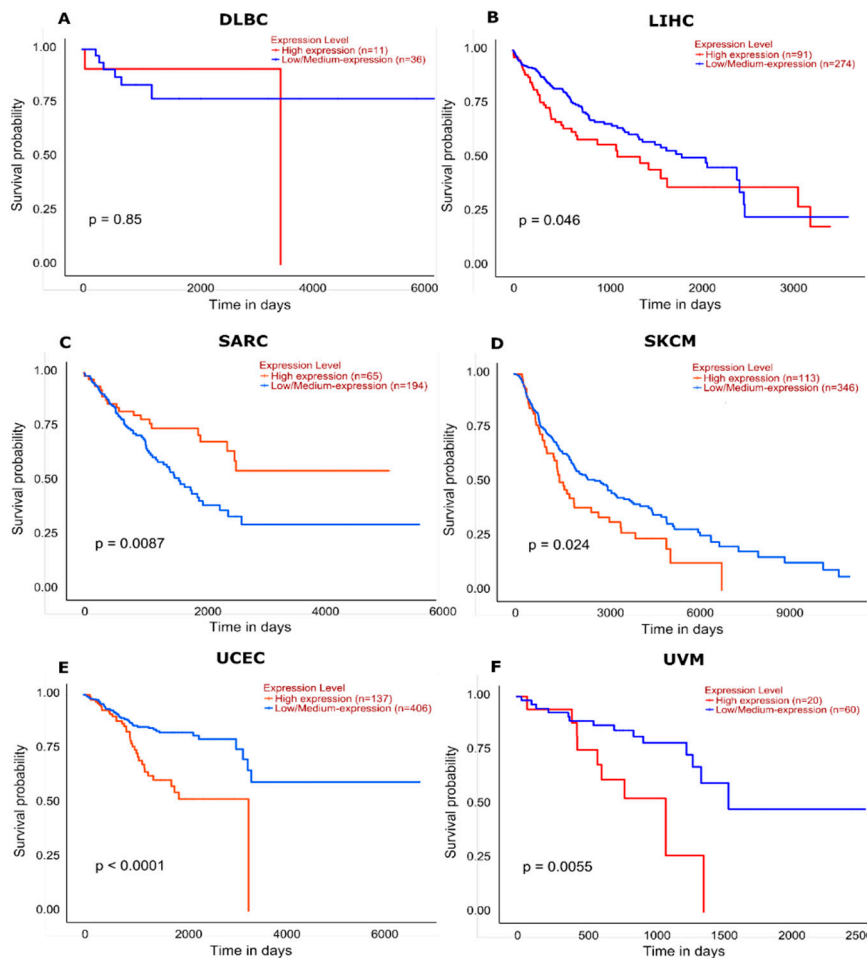 A
DLBC
Expression Level
High expression (n=11)
Low/Medium-expression (n=36)
Survival probability
1.00
0.75
0.50
0.25
0.00
p = 0.85
0 2000 4000 6000
Time in days
B
LIHC
Expression Level
High expression (n=91)
Low/Medium-expression (n=274)
Survival probability
1.00
0.75
0.50
0.25
0.00
p = 0.046
0 1000 2000 3000
Time in days
C
SARC
Expression Level
High expression (n=65)
Low/Medium-expression (n=194)
Survival probability
1.00
0.75
0.50
0.25
0.00
p = 0.0087
0 2000 4000 6000
Time in days
D
SKCM
Expression Level
High expression (n=113)
Low/Medium-expression (n=346)
Survival probability
1.00
0.75
0.50
0.25
0.00
p = 0.024
0 3000 6000 9000
Time in days
E
UCEC
Expression Level
High expression (n=137)
Low/Medium-expression (n=406)
Survival probability
1.00
0.75
0.50
0.25
0.00
p < 0.0001
0 2000 4000 6000
Time in days
F
UVM
Expression Level
High expression (n=20)
Low/Medium-expression (n=60)
Survival probability
1.00
0.75
0.50
0.25
0.00
p = 0.0055
0 500 1000 1500 2000 2500
Time in days